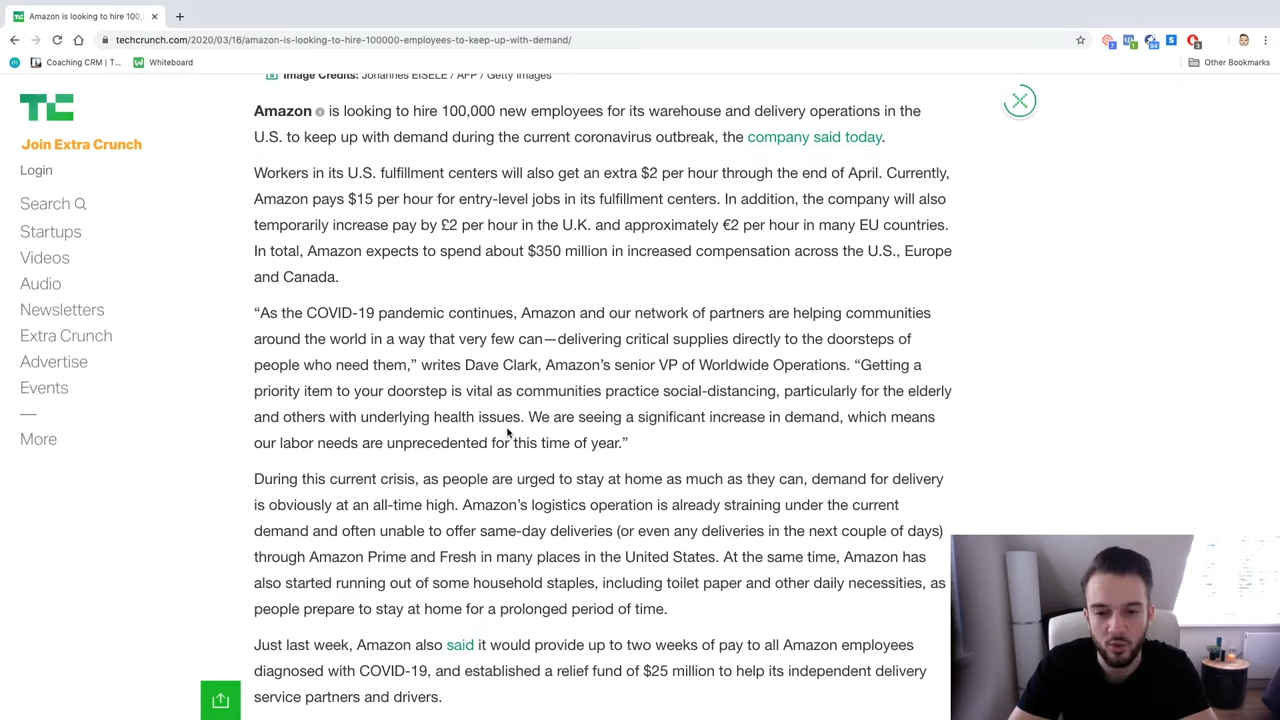 Amazon is looking to hire 100,
techcrunch.com/2020/03/16/amazon-is-looking-to-hire-100000-employees-to-keep-up-with-demand/
Coaching CRM | T...
Whiteboard
Other Bookmarks
Image Credits: Johannes EISELE / AFP / Getty Images
TC
Join Extra Crunch
Login
Search
Startups
Videos
Audio
Newsletters
Extra Crunch
Advertise
Events
More
Amazon is looking to hire 100,000 new employees for its warehouse and delivery operations in the
U.S. to keep up with demand during the current coronavirus outbreak, the company said today.
Workers in its U.S. fulfillment centers will also get an extra $2 per hour through the end of April. Currently,
Amazon pays $15 per hour for entry-level jobs in its fulfillment centers. In addition, the company will also
temporarily increase pay by £2 per hour in the U.K. and approximately €2 per hour in many EU countries.
In total, Amazon expects to spend about $350 million in increased compensation across the U.S., Europe
and Canada.
“As the COVID-19 pandemic continues, Amazon and our network of partners are helping communities
around the world in a way that very few can—delivering critical supplies directly to the doorsteps of
people who need them,” writes Dave Clark, Amazon’s senior VP of Worldwide Operations. “Getting a
priority item to your doorstep is vital as communities practice social-distancing, particularly for the elderly
and others with underlying health issues. We are seeing a significant increase in demand, which means
our labor needs are unprecedented for this time of year.”
During this current crisis, as people are urged to stay at home as much as they can, demand for delivery
is obviously at an all-time high. Amazon’s logistics operation is already straining under the current
demand and often unable to offer same-day deliveries (or even any deliveries in the next couple of days)
through Amazon Prime and Fresh in many places in the United States. At the same time, Amazon has
also started running out of some household staples, including toilet paper and other daily necessities, as
people prepare to stay at home for a prolonged period of time.
Just last week, Amazon also said it would provide up to two weeks of pay to all Amazon employees
diagnosed with COVID-19, and established a relief fund of $25 million to help its independent delivery
service partners and drivers.